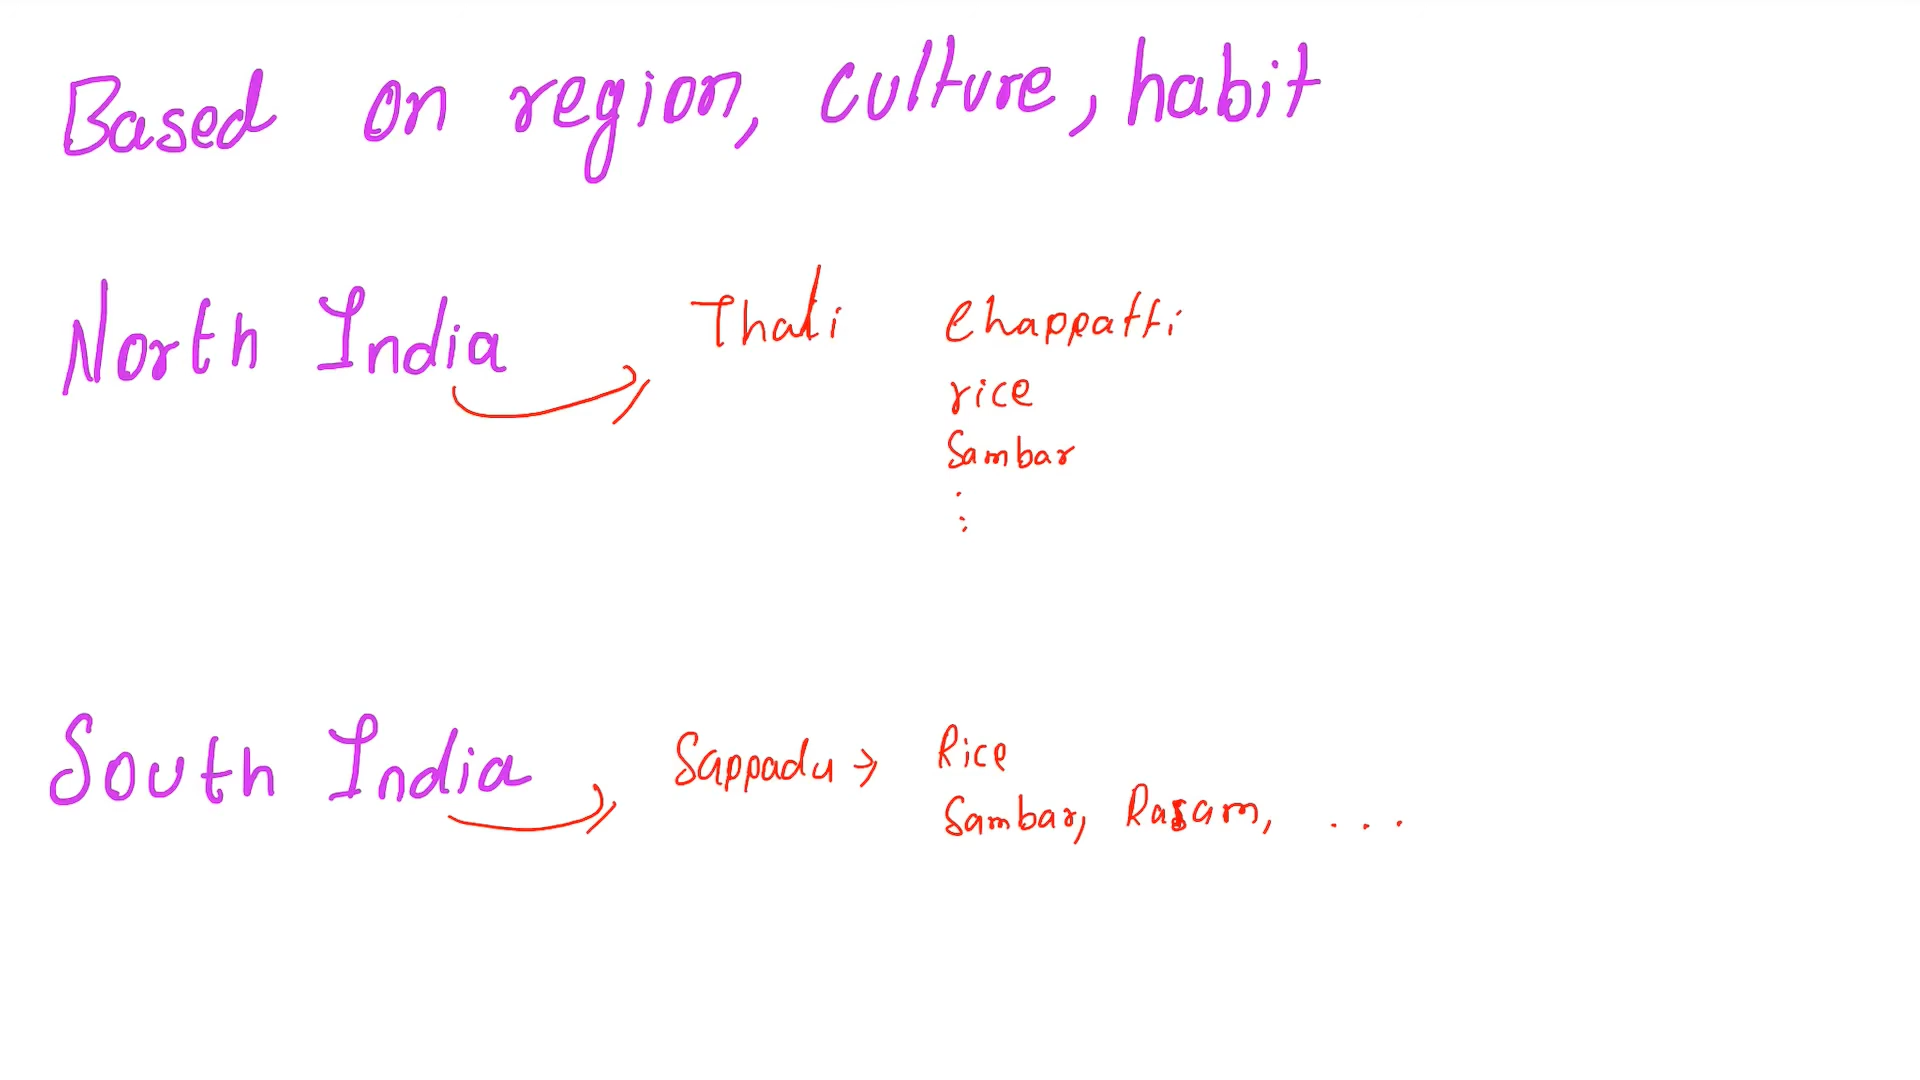 Based on region, culture, habit
North India → Thali Chappatti
rice
Sambar
:
South India → Sappadu → Rice
Sambar, Rasam, ....